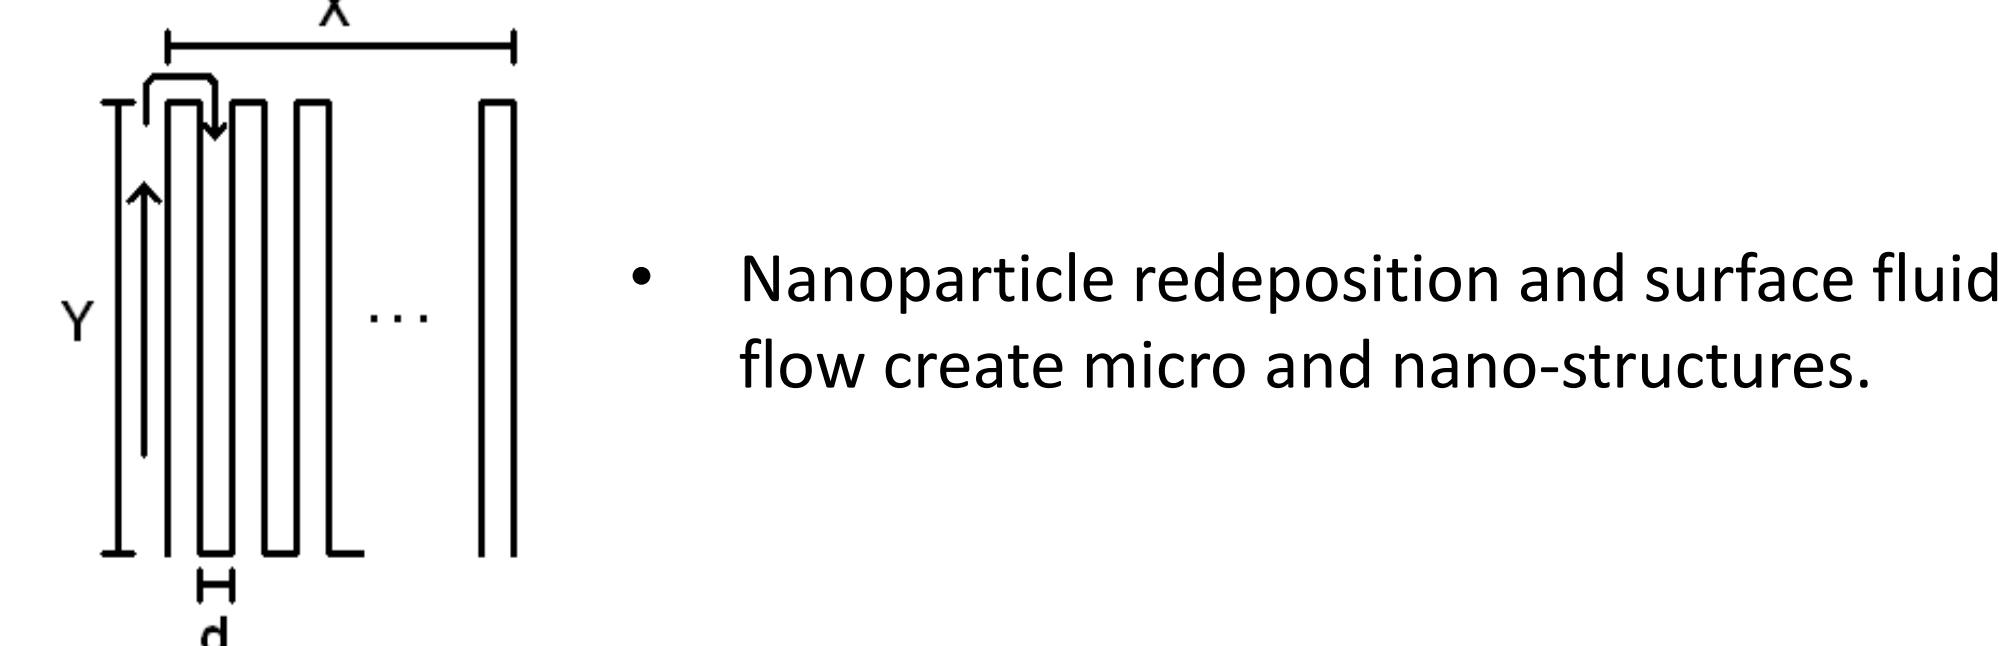 X
Y
...
d
• Nanoparticle redeposition and surface fluid
flow create micro and nano-structures.